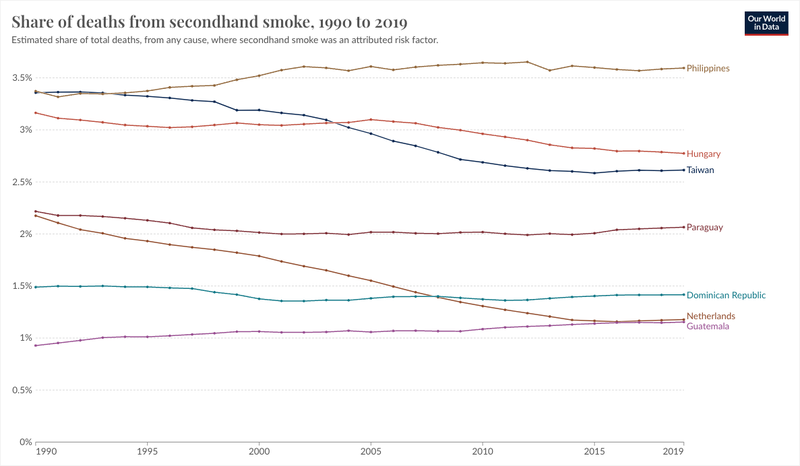 Share of deaths from secondhand smoke, 1990 to 2019
Our World
in Data
Estimated share of total deaths, from any cause, where secondhand smoke was an attributed risk factor.
3.5%
3%
2.5%
2%
1.5%
1%
0.5%
0%
Philippines
Hungary
Taiwan
Paraguay
Dominican Republic
Netherlands
Guatemala
1990
1995
2000
2005
2010
2015
2019